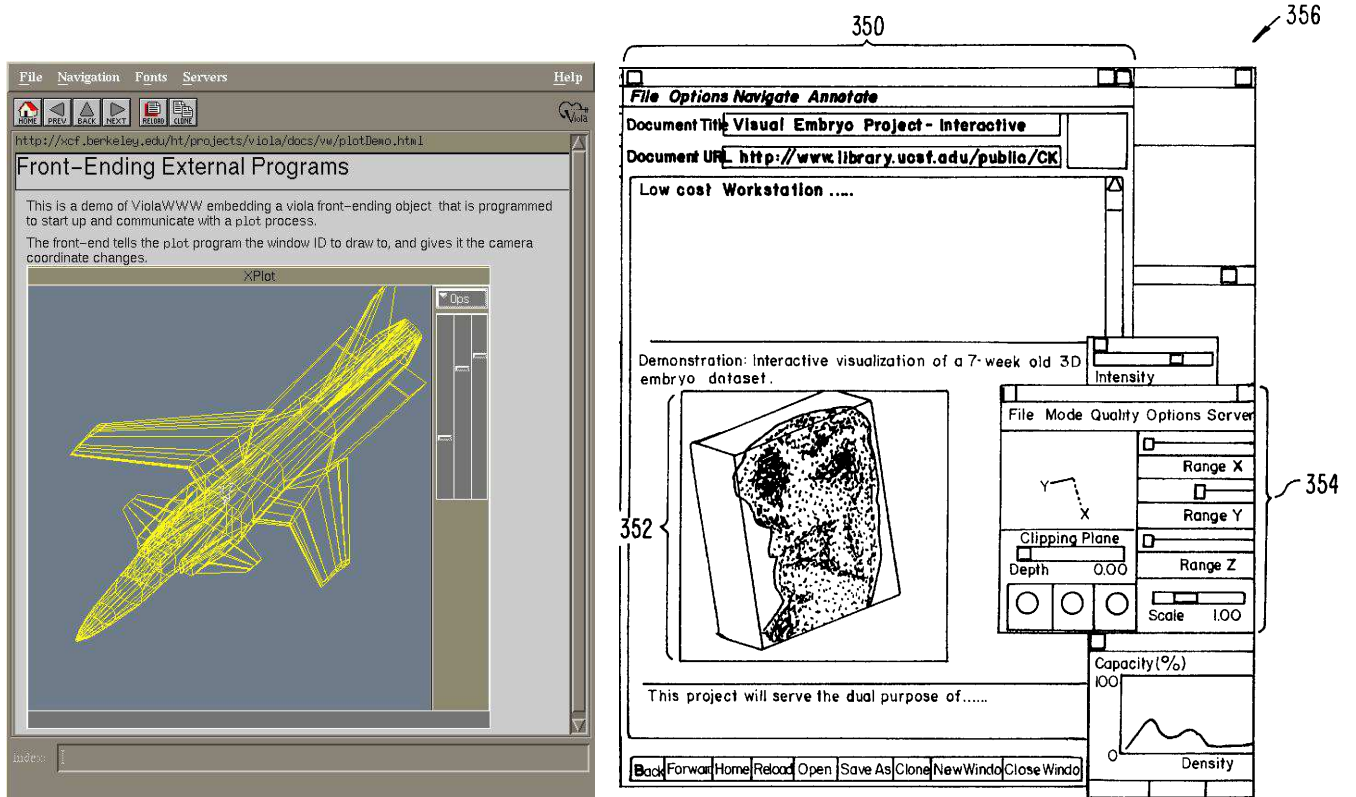 File Navigation Fonts Servers Help
HOME PREV BACK NEXT RELOAD CLONE Viola
http://xcf.berkeley.edu/ht/projects/viola/docs/vw/plotDemo.html
Front-Ending External Programs
This is a demo of ViolaWWW embedding a viola front-ending object that is programmed
to start up and communicate with a plot process.
The front-end tells the plot program the window ID to draw to, and gives it the camera
coordinate changes.
XPlot
Ops
Index:
350
356
File Options Navigate Annotate
Document Title Visual Embryo Project - Interactive
Document URL http://www.library.ucsf.adu/public/CK
Low cost Workstation .....
Demonstration: Interactive visualization of a 7-week old 3D
embryo dataset.
Intensity
File Mode Quality Options Server
Range X
Y
X
Range Y
Clipping Plane
Depth 0.00
Range Z
Scale 1.00
352
354
Capacity (%)
100
0
Density
This project will serve the dual purpose of......
Back Forwar Home Reload Open Save As Clone New Windo Close Windo